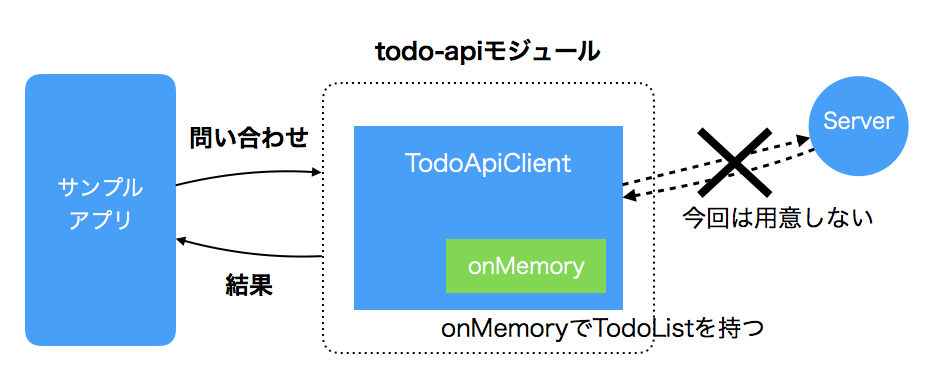 todo-apiモジュール
問い合わせ
サンプル
アプリ
結果
TodoApiClient
onMemory
onMemoryでTodoListを持つ
Server
今回は用意しない